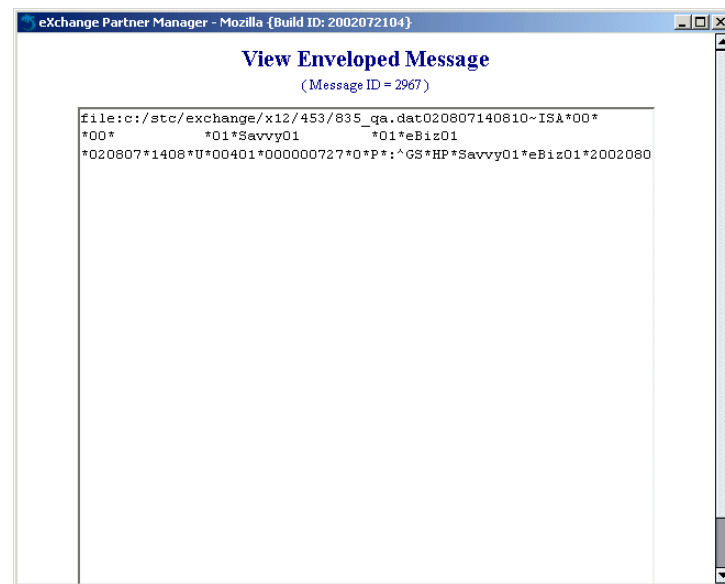 eXchange Partner Manager - Mozilla {Build ID: 2002072104}
View Enveloped Message
( Message ID = 2967 )
file:c:/stc/exchange/x12/453/835_qa.dat020807140810~ISA*00*
*00*          *01*Savvy01        *01*eBiz01
*020807*1408*U*00401*000000727*0*P*:^GS*HP*Savvy01*eBiz01*2002080